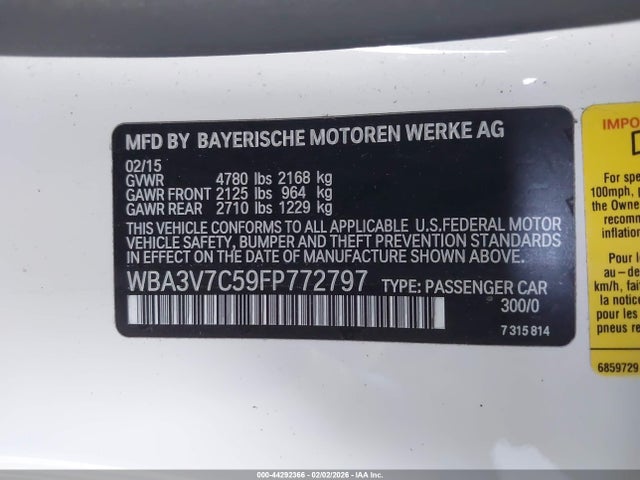 MFD BY BAYERISCHE MOTOREN WERKE AG
02/15
GVWR 4780 lbs 2168 kg
GAWR FRONT 2125 lbs 964 kg
GAWR REAR 2710 lbs 1229 kg
THIS VEHICLE CONFORMS TO ALL APPLICABLE U.S.FEDERAL MOTOR
VEHICLE SAFETY, BUMPER AND THEFT PREVENTION STANDARDS
IN EFFECT ON THE DATE OF MANUFACTURE SHOWN ABOVE.
WBA3V7C59FP772797 TYPE: PASSENGER CAR
300/0
7 315 814
IMPO
For spe
100mph, p
the Owne
recomm
inflation
Pour
au-de
km/h, fai
la notice
pour les
pneus re
6859729
000-44292366 - 02/02/2026 - IAAI.COM